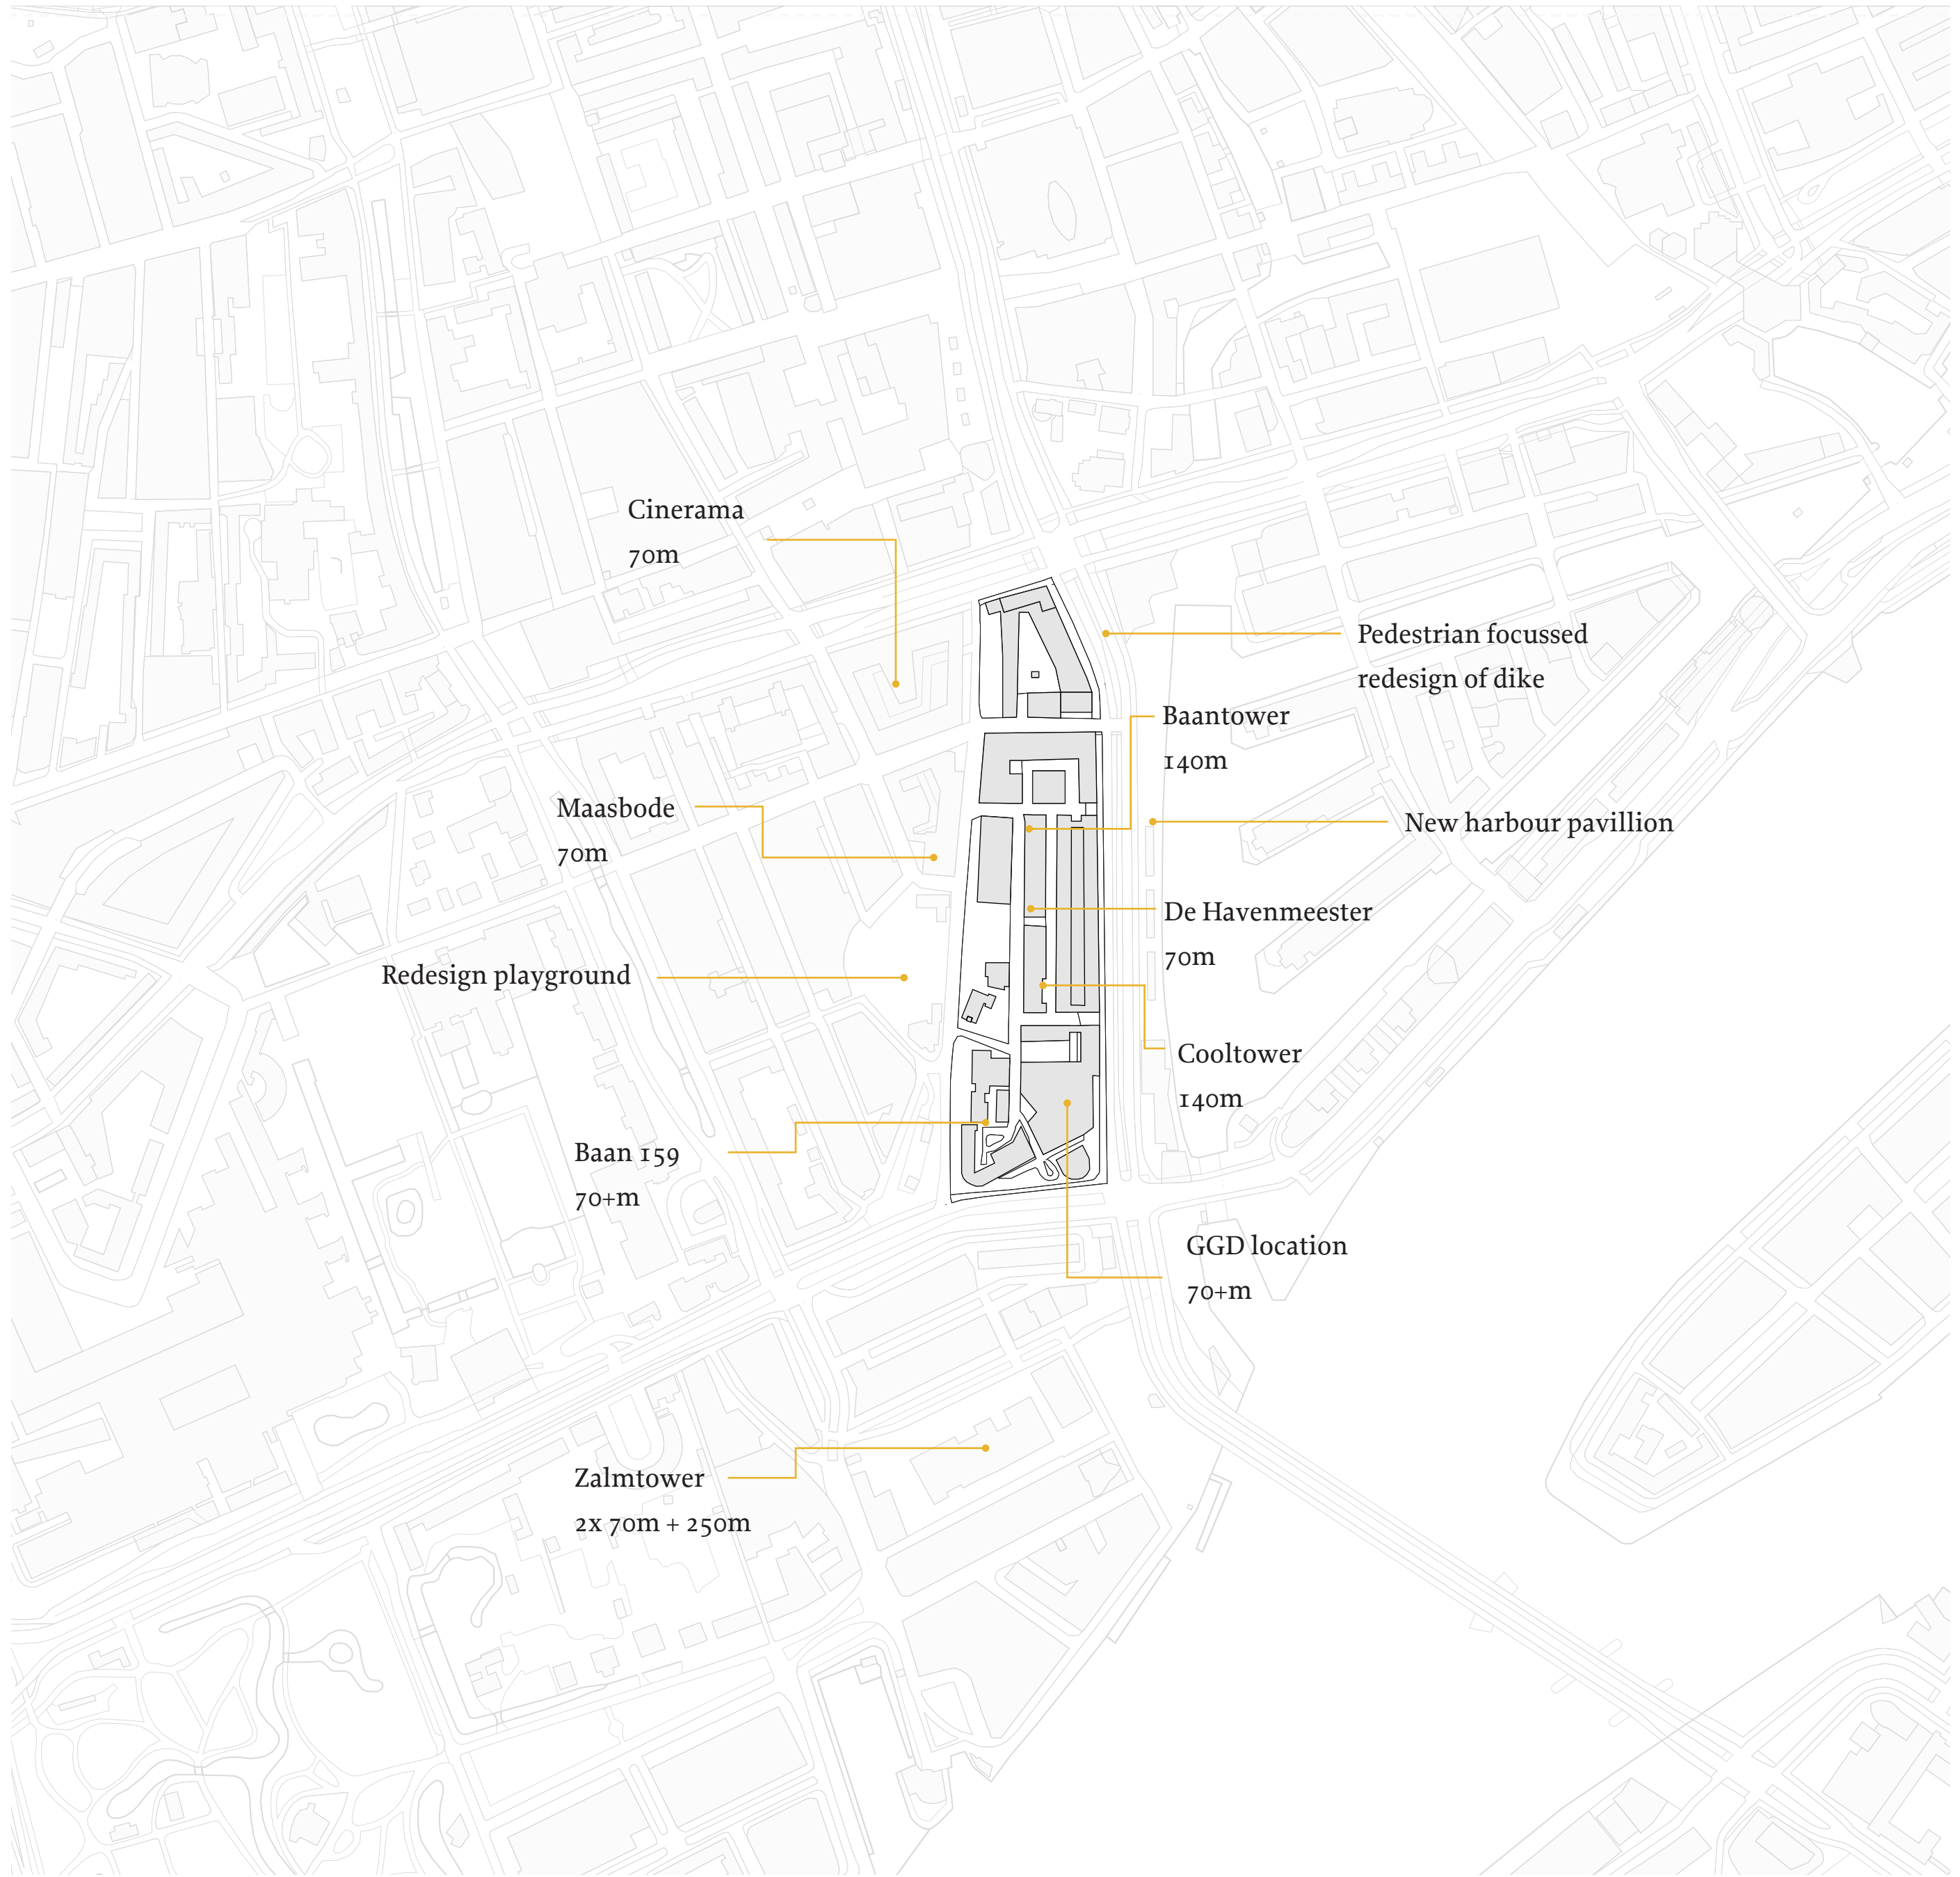 Cinerama
70m
Pedestrian focussed
redesign of dike
Baantower
140m
Maasbode
70m
New harbour pavillion
De Havenmeester
70m
Redesign playground
Cooltower
140m
Baan 159
70+m
GGD location
70+m
Zalmtower
2x 70m + 250m